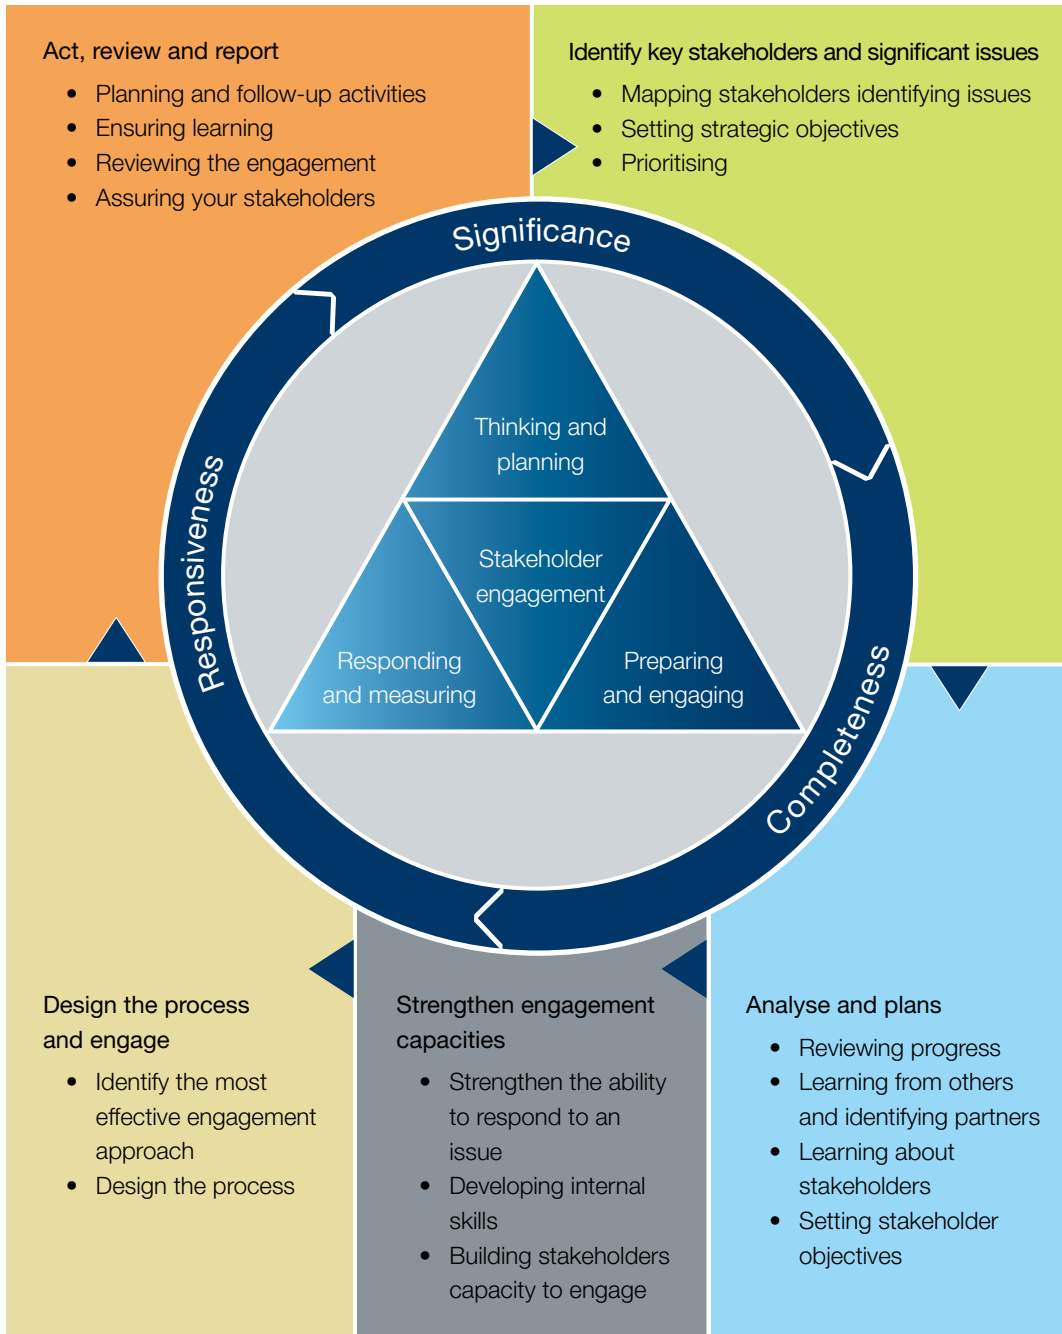 Act, review and report
• Planning and follow-up activities
• Ensuring learning
• Reviewing the engagement
• Assuring your stakeholders
Identify key stakeholders and significant issues
• Mapping stakeholders identifying issues
• Setting strategic objectives
• Prioritising
Significance
Responsiveness
Completeness
Thinking and
planning
Stakeholder
engagement
Responding
and measuring
Preparing
and engaging
Design the process
and engage
• Identify the most
effective engagement
approach
• Design the process
Strengthen engagement
capacities
• Strengthen the ability
to respond to an
issue
• Developing internal
skills
• Building stakeholders
capacity to engage
Analyse and plans
• Reviewing progress
• Learning from others
and identifying partners
• Learning about
stakeholders
• Setting stakeholder
objectives